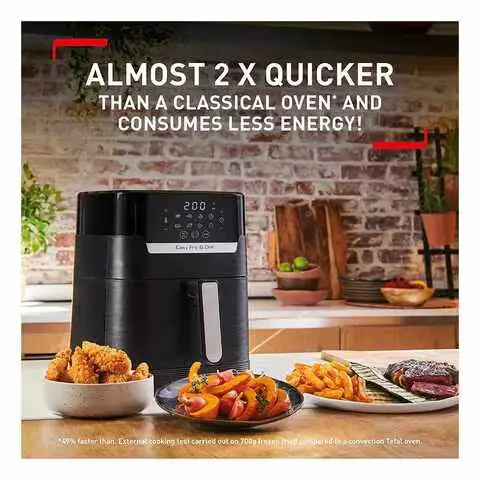 ALMOST 2 X QUICKER
THAN A CLASSICAL OVEN* AND
CONSUMES LESS ENERGY!
200
Easy Fry & Grill
*49% faster than. External cooking test carried out on 700g frozen fries compared to a convection Tefal oven.